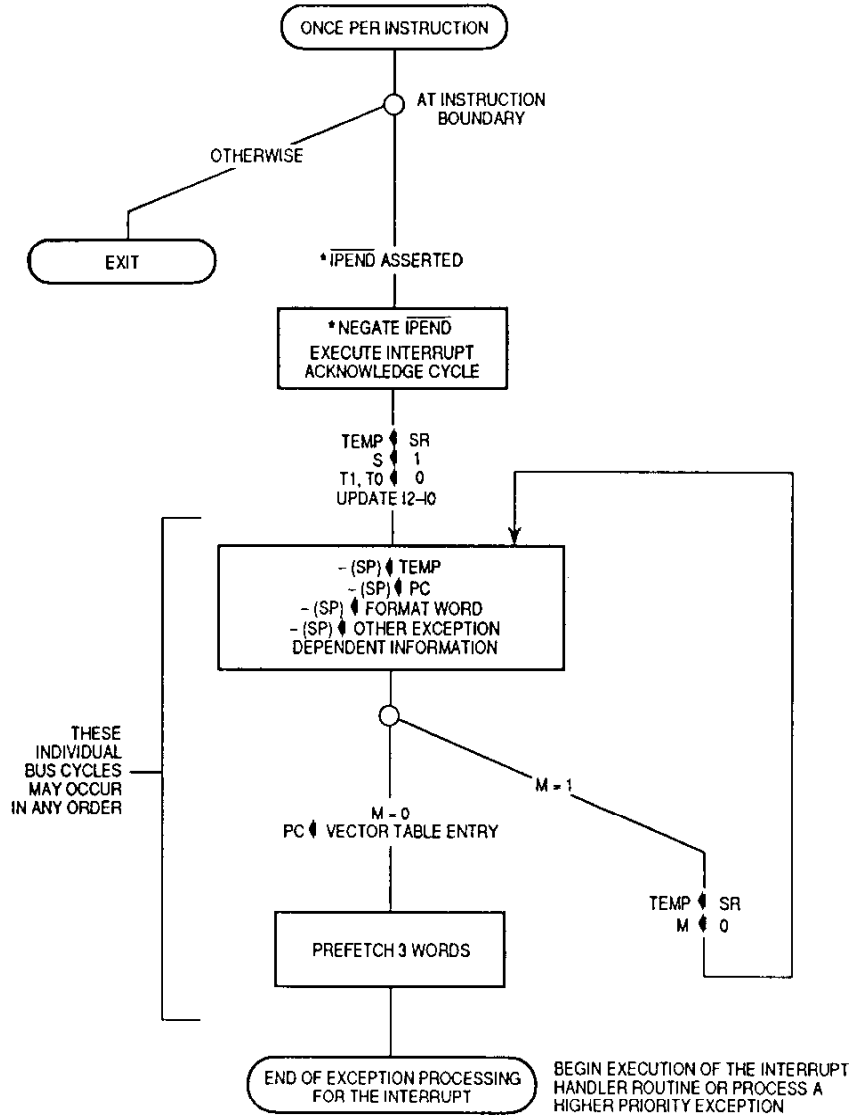 ONCE PER INSTRUCTION
AT INSTRUCTION
BOUNDARY
OTHERWISE
EXIT
* IPEND ASSERTED
* NEGATE IPEND
EXECUTE INTERRUPT
ACKNOWLEDGE CYCLE
TEMP SR
S 1
T1, T0 0
UPDATE I2–I0
– (SP) TEMP
– (SP) PC
– (SP) FORMAT WORD
– (SP) OTHER EXCEPTION
DEPENDENT INFORMATION
THESE
INDIVIDUAL
BUS CYCLES
MAY OCCUR
IN ANY ORDER
M = 1
M = 0
PC VECTOR TABLE ENTRY
TEMP SR
M 0
PREFETCH 3 WORDS
END OF EXCEPTION PROCESSING
FOR THE INTERRUPT
BEGIN EXECUTION OF THE INTERRUPT
HANDLER ROUTINE OR PROCESS A
HIGHER PRIORITY EXCEPTION